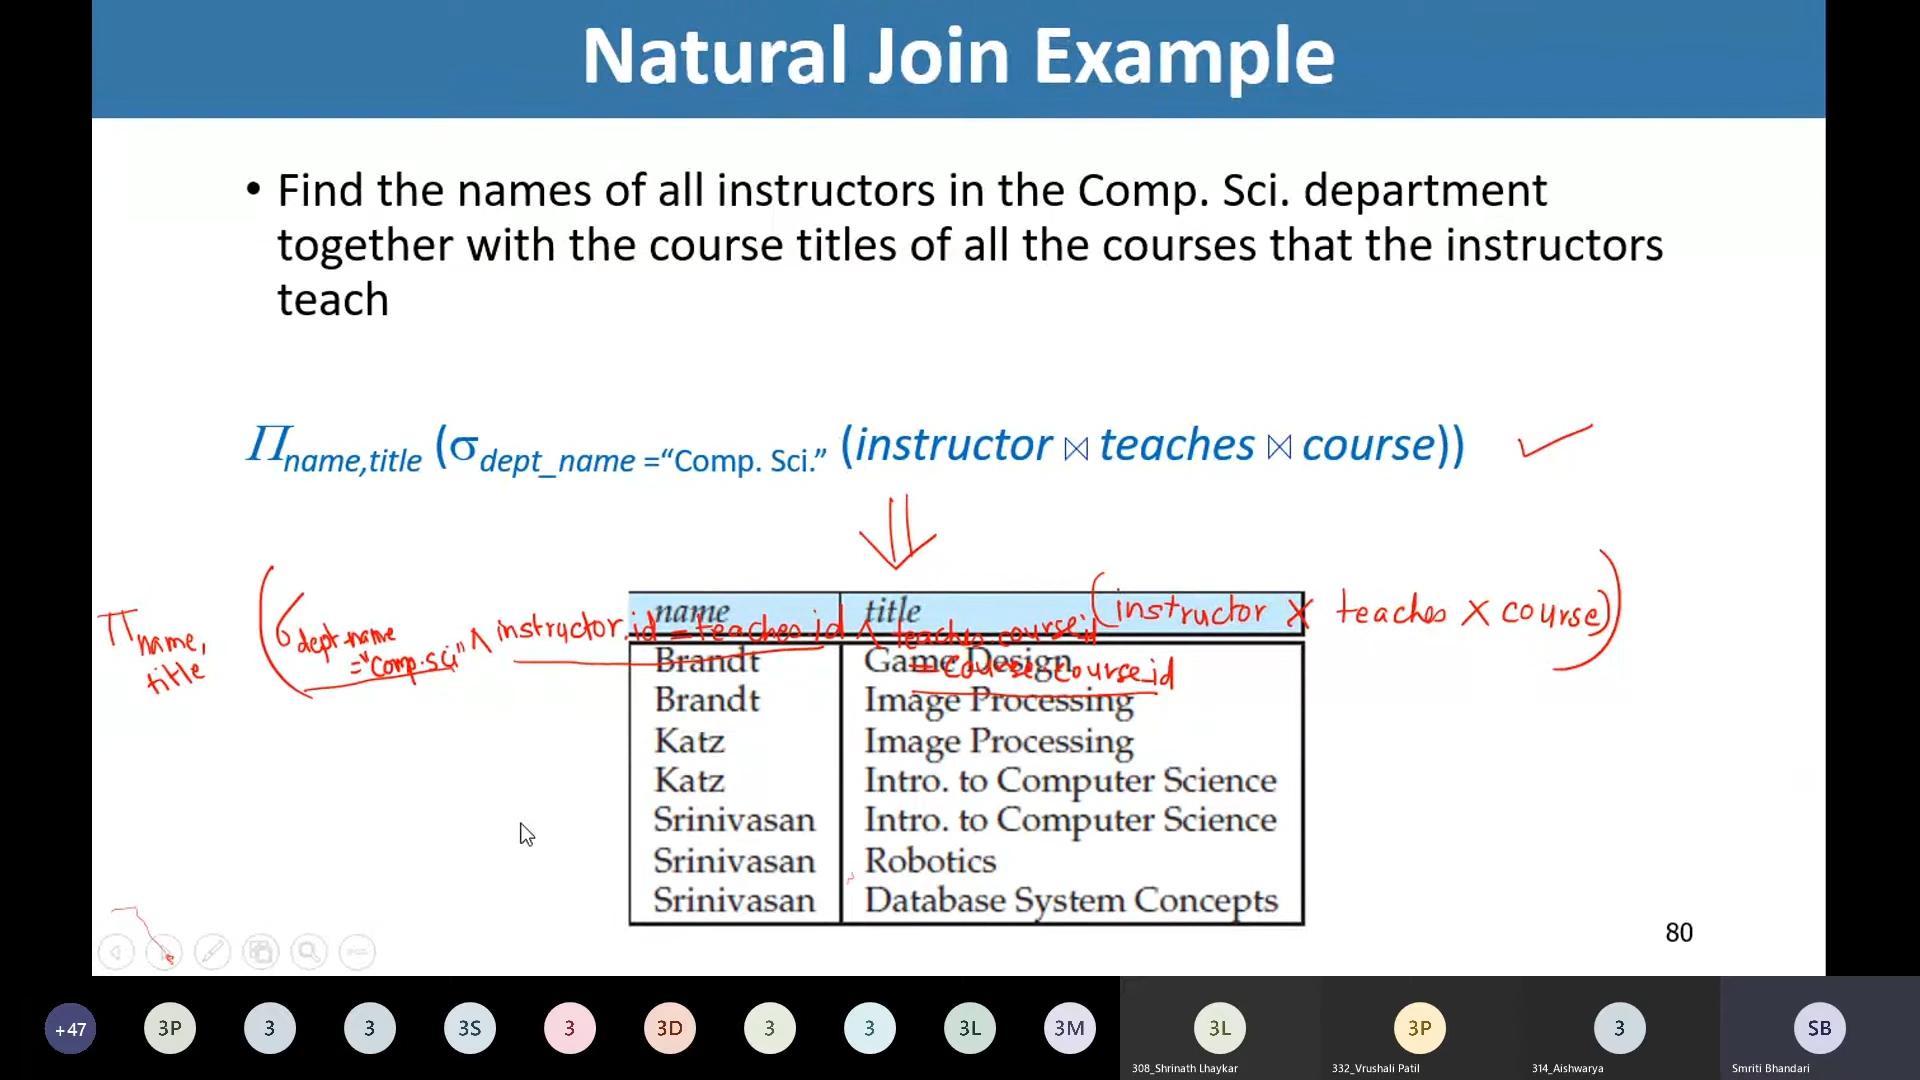 Natural Join Example
• Find the names of all instructors in the Comp. Sci. department
together with the course titles of all the courses that the instructors
teach
Π name,title (σ dept_name =“Comp. Sci.” (instructor ⋈ teaches ⋈ course))
Π name, title (σ dept_name ="Comp.sci" ∧ instructor.id = teaches.id ∧ teaches.course_id = course.course_id (instructor X teaches X course))
name title
Brandt Game Design
Brandt Image Processing
Katz Image Processing
Katz Intro. to Computer Science
Srinivasan Intro. to Computer Science
Srinivasan Robotics
Srinivasan Database System Concepts
80
+47 3P 3 3 3S 3 3D 3 3 3L 3M 3L 3P 3 SB
308_Shrinath Lhaykar 332_Vrushali Patil 314_Aishwarya Smriti Bhandari